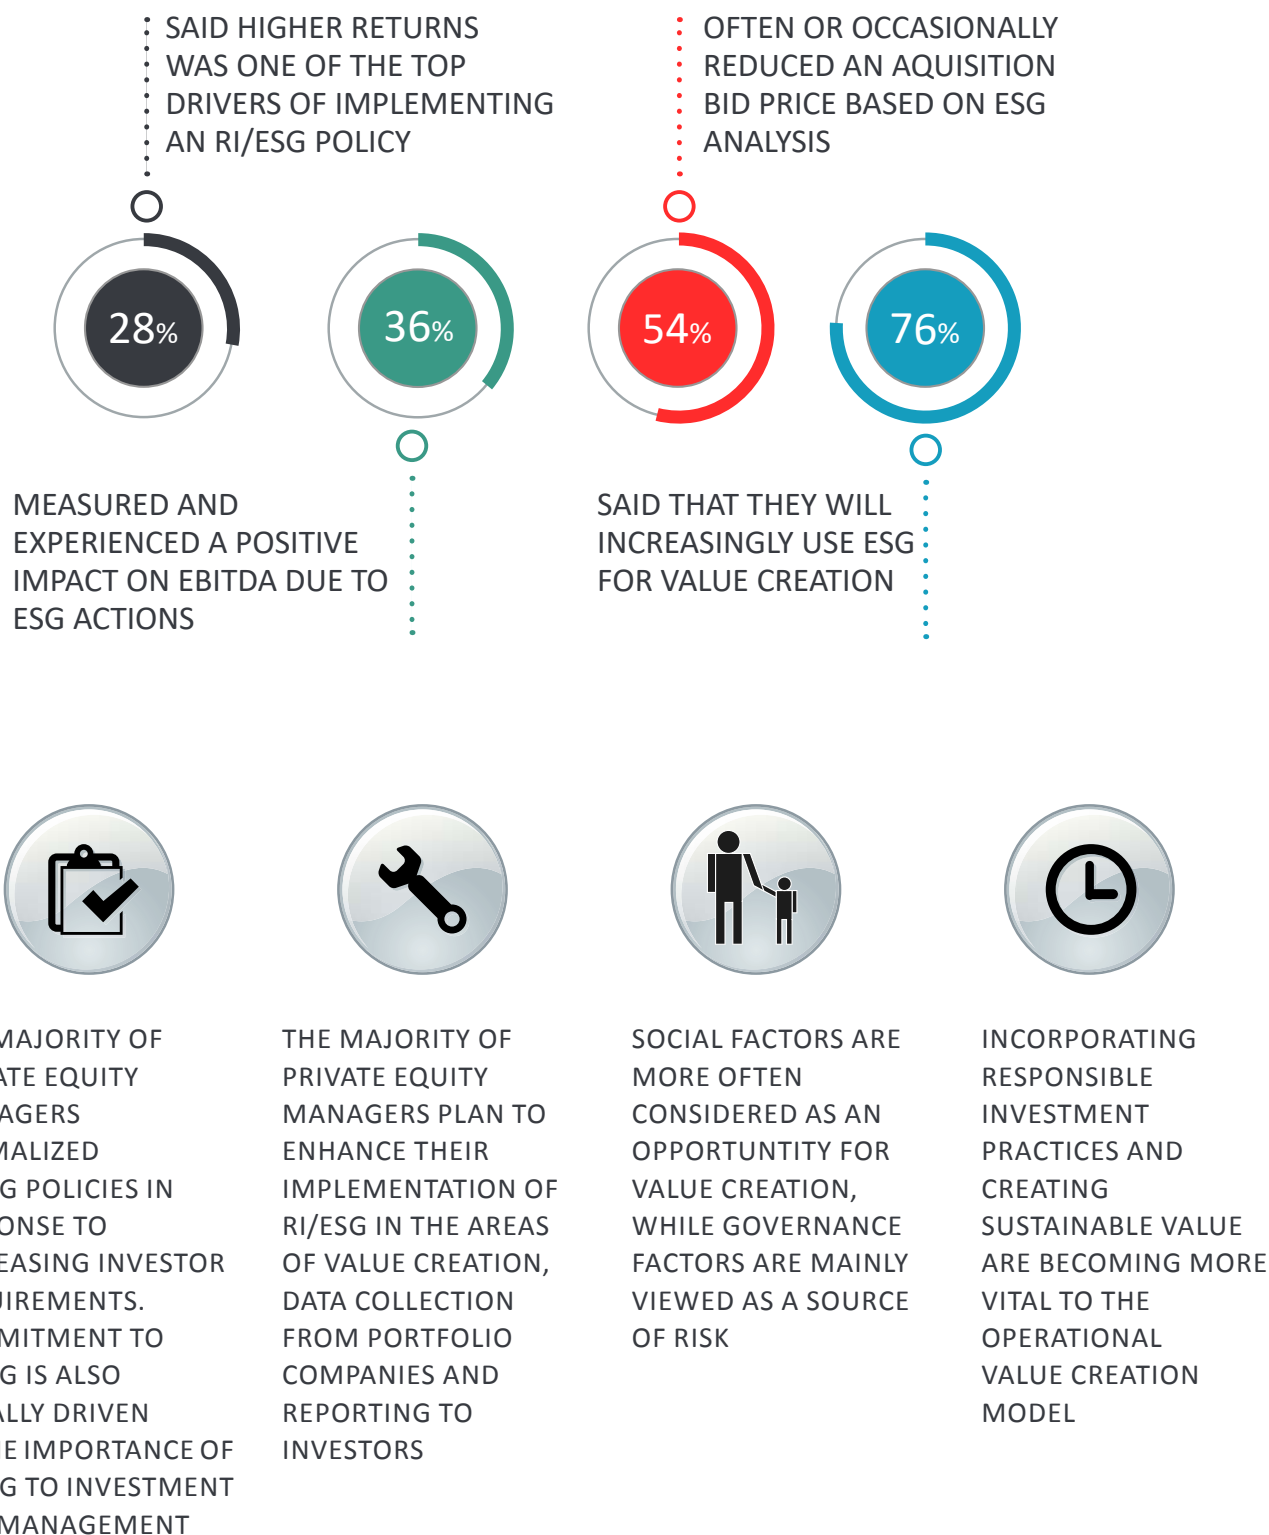 SAID HIGHER RETURNS
WAS ONE OF THE TOP
DRIVERS OF IMPLEMENTING
AN RI/ESG POLICY
OFTEN OR OCCASIONALLY
REDUCED AN AQUISITION
BID PRICE BASED ON ESG
ANALYSIS
28%
36%
54%
76%
MEASURED AND
EXPERIENCED A POSITIVE
IMPACT ON EBITDA DUE TO
ESG ACTIONS
SAID THAT THEY WILL
INCREASINGLY USE ESG
FOR VALUE CREATION
MAJORITY OF
ATE EQUITY
AGERS
MALIZED
G POLICIES IN
ONSE TO
EASING INVESTOR
UIREMENTS.
MITMENT TO
G IS ALSO
ALLY DRIVEN
IMPORTANCE OF
G TO INVESTMENT
MANAGEMENT
THE MAJORITY OF
PRIVATE EQUITY
MANAGERS PLAN TO
ENHANCE THEIR
IMPLEMENTATION OF
RI/ESG IN THE AREAS
OF VALUE CREATION,
DATA COLLECTION
FROM PORTFOLIO
COMPANIES AND
REPORTING TO
INVESTORS
SOCIAL FACTORS ARE
MORE OFTEN
CONSIDERED AS AN
OPPORTUNTITY FOR
VALUE CREATION,
WHILE GOVERNANCE
FACTORS ARE MAINLY
VIEWED AS A SOURCE
OF RISK
INCORPORATING
RESPONSIBLE
INVESTMENT
PRACTICES AND
CREATING
SUSTAINABLE VALUE
ARE BECOMING MORE
VITAL TO THE
OPERATIONAL
VALUE CREATION
MODEL